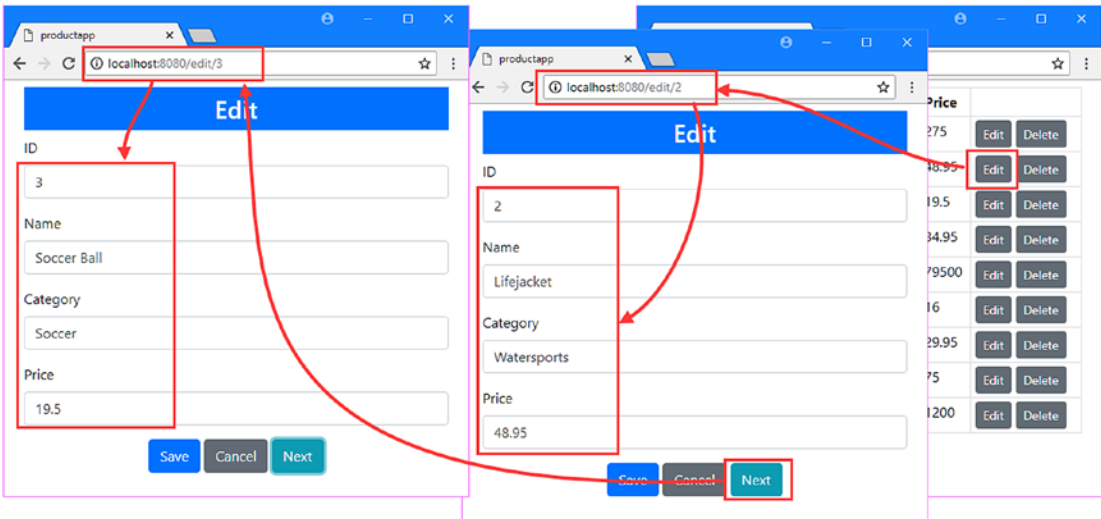 productapp
localhost:8080/edit/3
Edit
ID
3
Name
Soccer Ball
Category
Soccer
Price
19.5
Save Cancel Next
productapp
localhost:8080/edit/2
Edit
ID
2
Name
Lifejacket
Category
Watersports
Price
48.95
Save Cancel Next
Price
275 Edit Delete
48.95 Edit Delete
19.5 Edit Delete
34.95 Edit Delete
79500 Edit Delete
16 Edit Delete
29.95 Edit Delete
75 Edit Delete
1200 Edit Delete